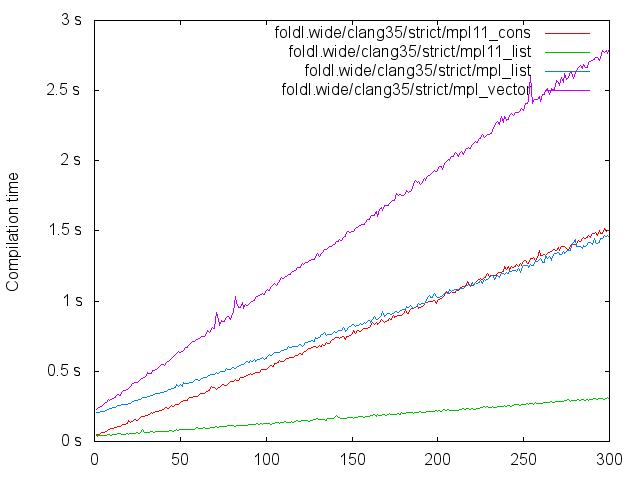 3 s
2.5 s
2 s
1.5 s
1 s
0.5 s
0 s
Compilation time
foldl.wide/clang35/strict/mpl11_cons
foldl.wide/clang35/strict/mpl11_list
foldl.wide/clang35/strict/mpl_list
foldl.wide/clang35/strict/mpl_vector
0 50 100 150 200 250 300